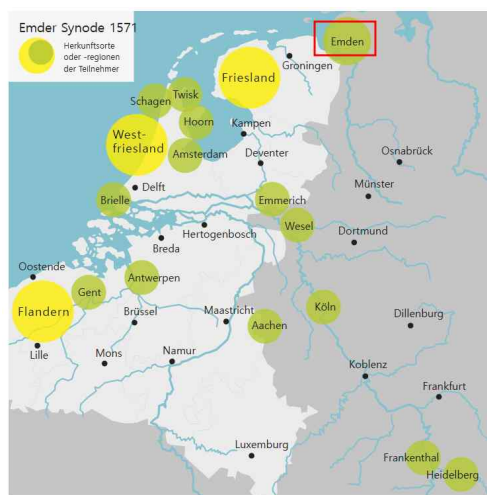 Emder Synode 1571
Herkunftsorte
oder -regionen
der Teilnehmer
Emden
Groningen
Friesland
Twisk
Schagen
Hoorn
Kampen
West-
friesland
Amsterdam
Deventer
Osnabrück
Delft
Münster
Brielle
Emmerich
Wesel
Hertogenbosch
Dortmund
Breda
Oostende
Antwerpen
Gent
Flandern
Brüssel
Maastricht
Aachen
Köln
Dillenburg
Lille
Mons
Namur
Koblenz
Frankfurt
Luxemburg
Frankenthal
Heidelberg